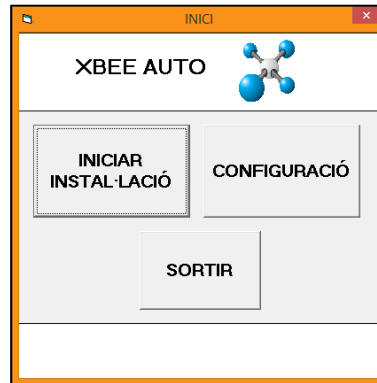 INICI
XBEE AUTO
INICIAR
INSTAL·LACIÓ
CONFIGURACIÓ
SORTIR